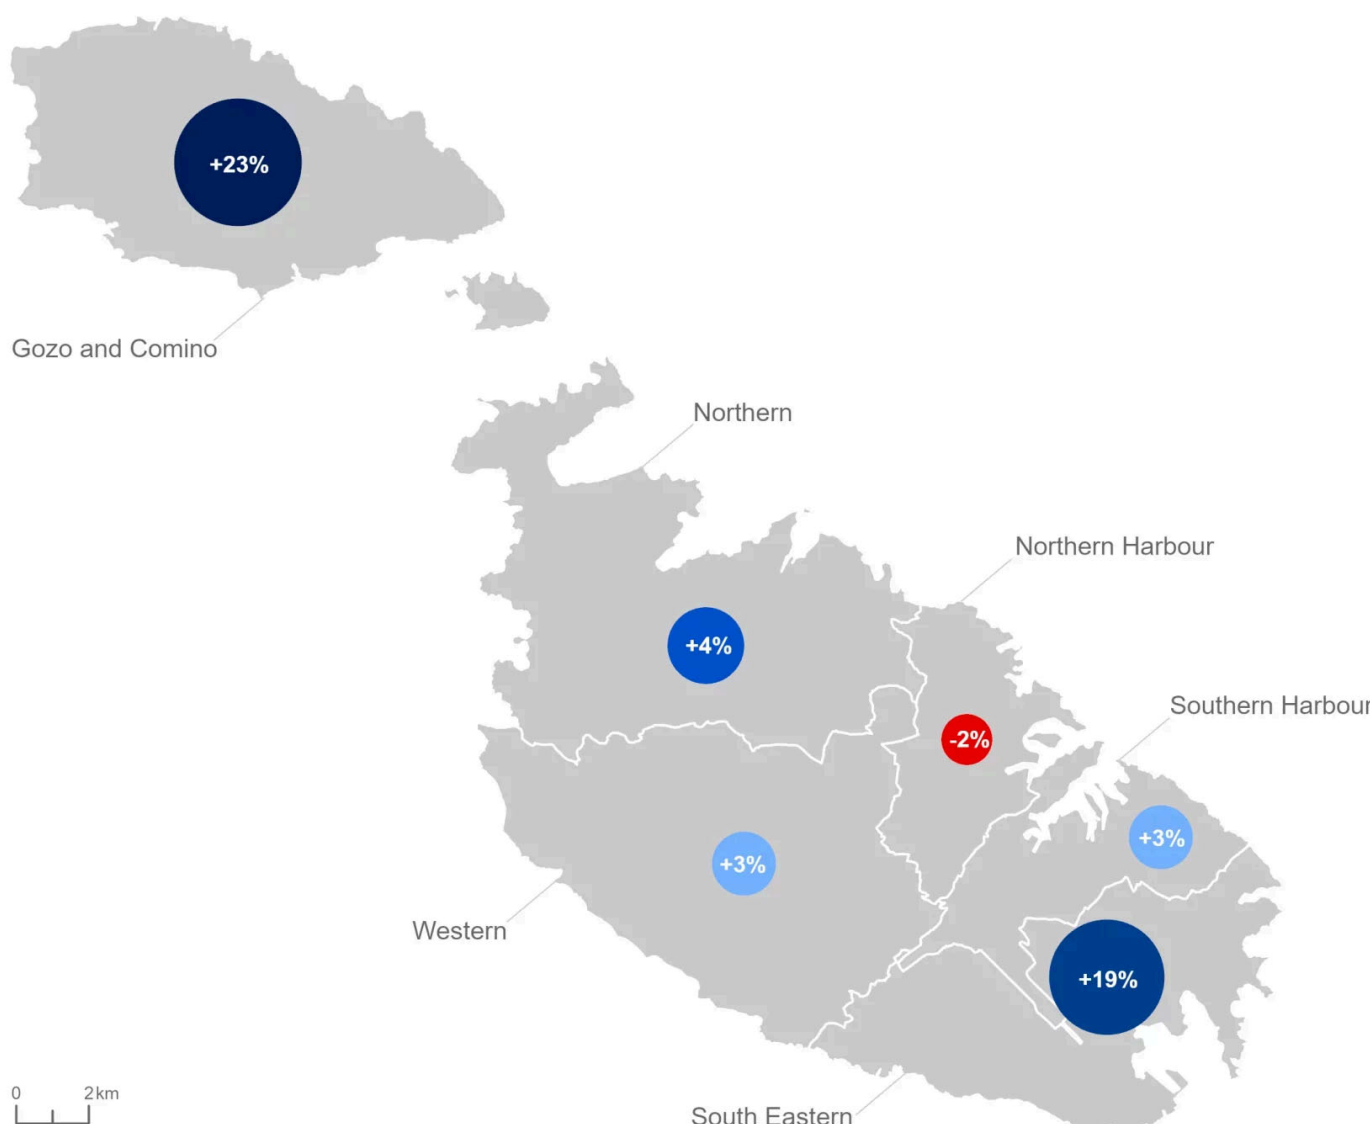 +23%
Gozo and Comino
Northern
Northern Harbour
+4%
Southern Harbour
-2%
+3%
+3%
Western
+19%
0 2km
South Eastern